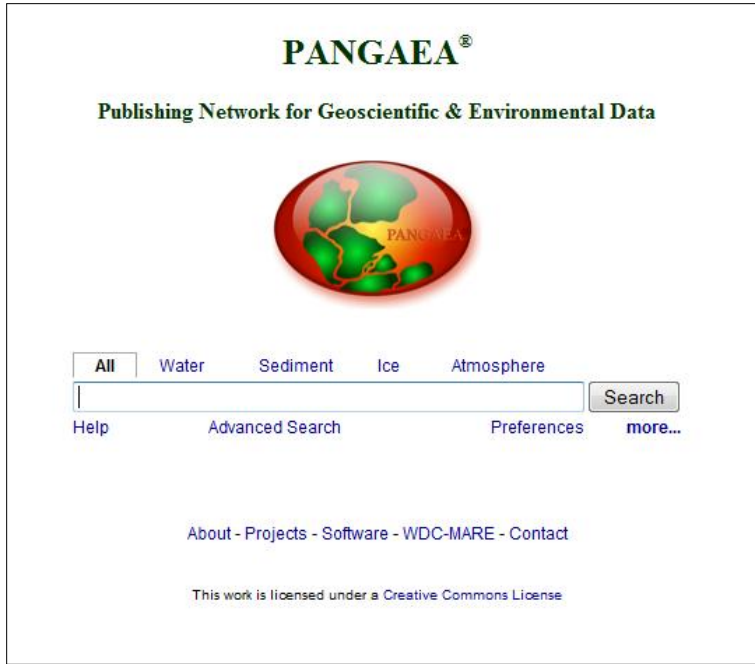 PANGAEA®
Publishing Network for Geoscientific & Environmental Data
PANGAEA
All Water Sediment Ice Atmosphere
Search
Help Advanced Search Preferences more...
About - Projects - Software - WDC-MARE - Contact
This work is licensed under a Creative Commons License